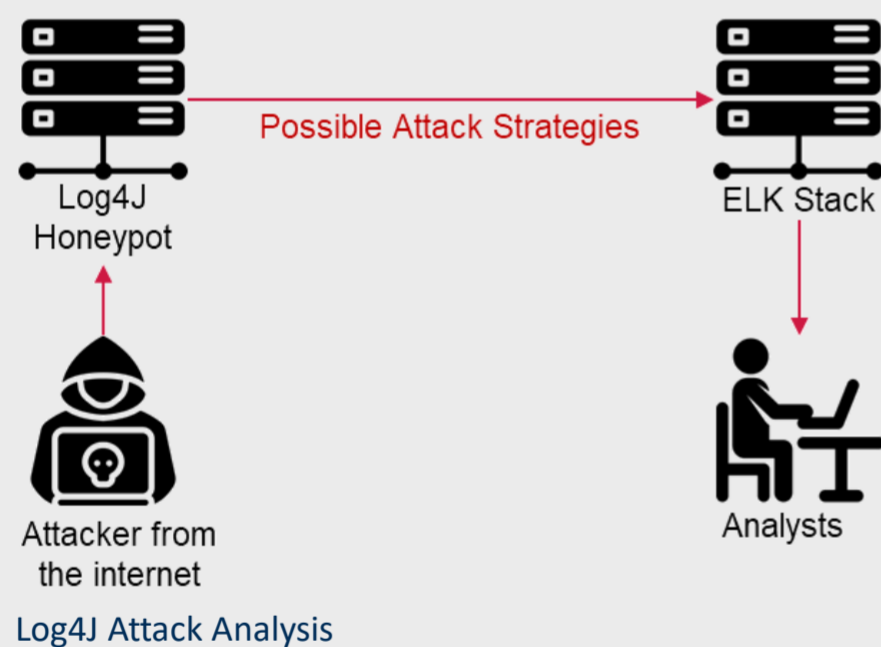 Possible Attack Strategies
Log4J
Honeypot
ELK Stack
Attacker from
the internet
Analysts
Log4J Attack Analysis